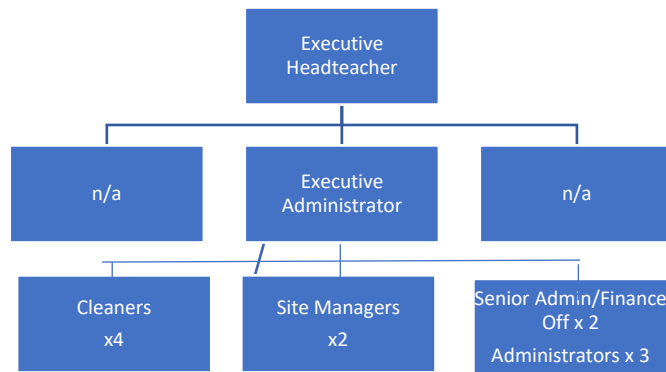 Executive
Headteacher
n/a
Executive
Administrator
n/a
Cleaners
x4
Site Managers
x2
Senior Admin/Finance
Off x 2
Administrators x 3